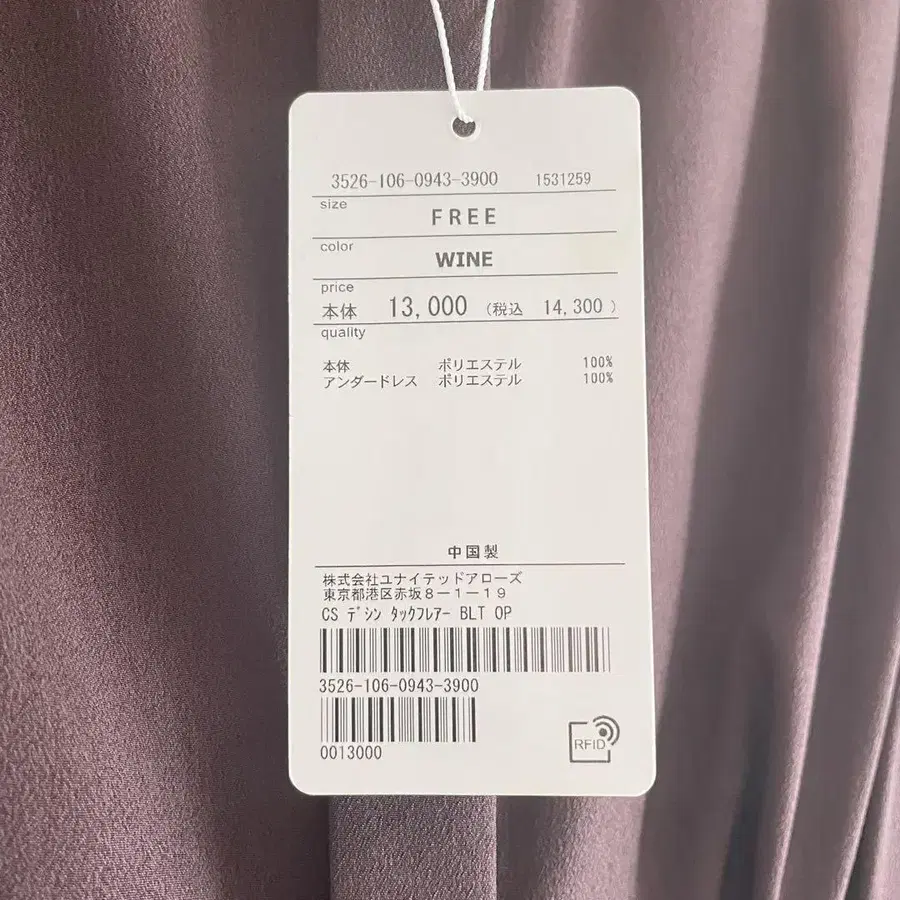 3526-106-0943-3900 1531259
size
FREE
color
WINE
price
本体 13,000 (税込 14,300 )
quality
本体 ポリエステル 100%
アンダードレス ポリエステル 100%
中国製
株式会社ユナイテッドアローズ
東京都港区赤坂8-1-19
CS ﾃﾞｼﾝ ﾀｯｸﾌﾚｱｰ BLT OP
3526-106-0943-3900
0013000
RFID